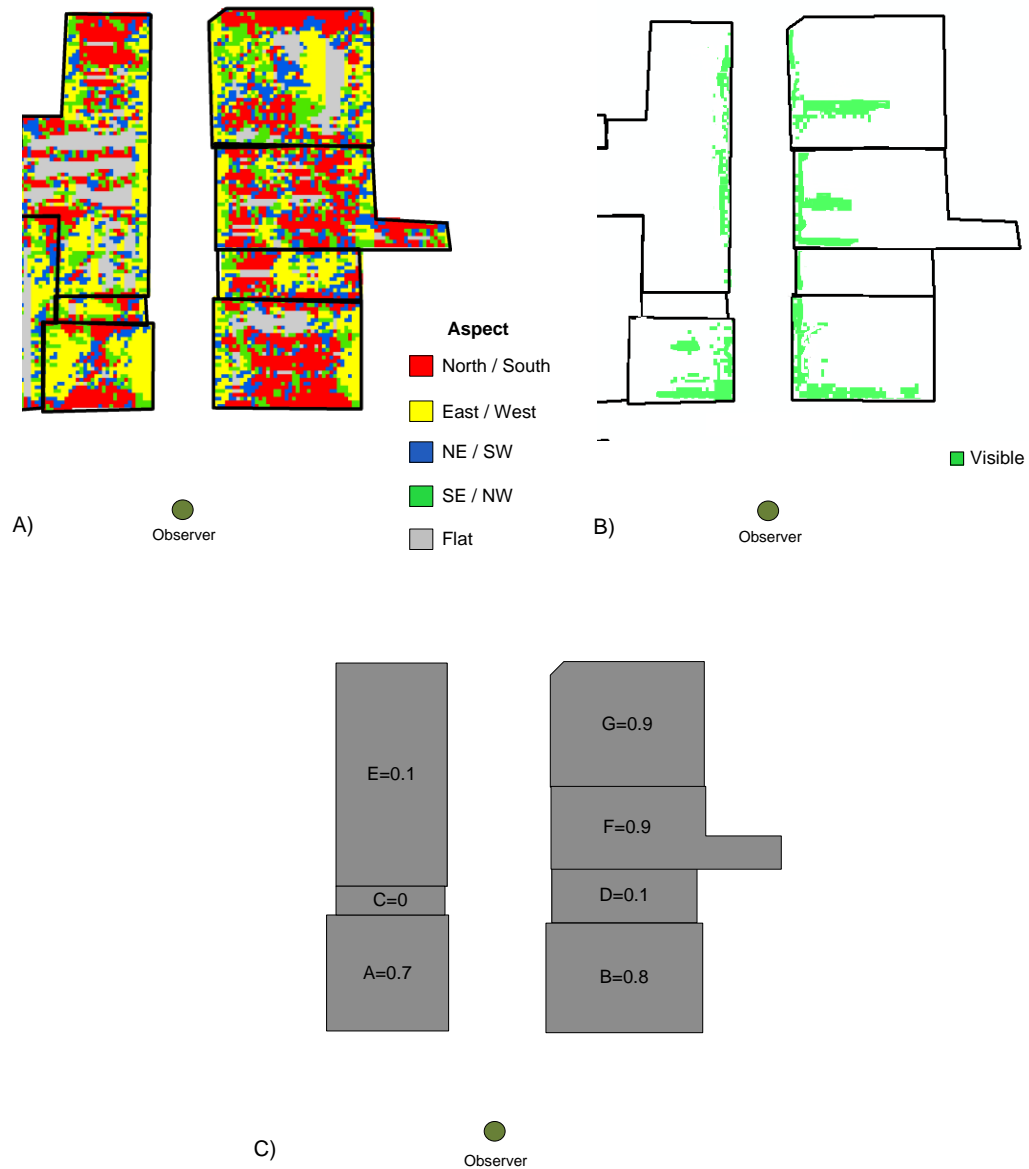 Aspect
North / South
East / West
NE / SW
SE / NW
Flat
A)
Observer
Visible
B)
Observer
G=0.9
E=0.1
F=0.9
C=0
D=0.1
A=0.7
B=0.8
C)
Observer